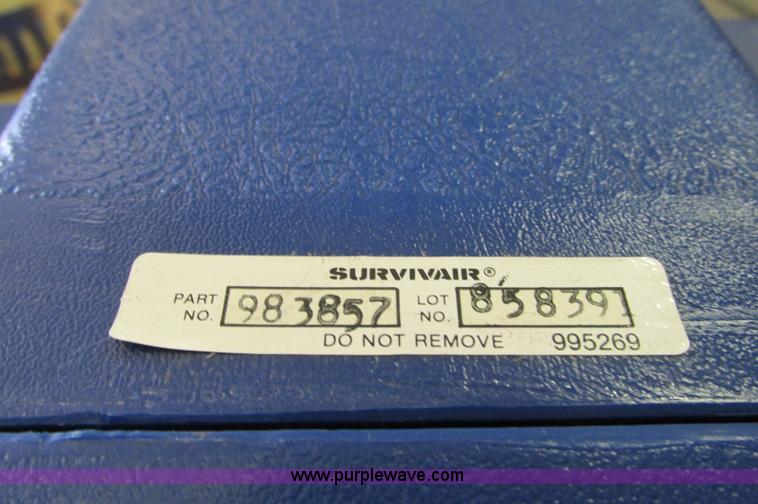 SURVIVAIR®
PART NO. 983857 LOT NO. 858391
DO NOT REMOVE 995269
www.purplewave.com